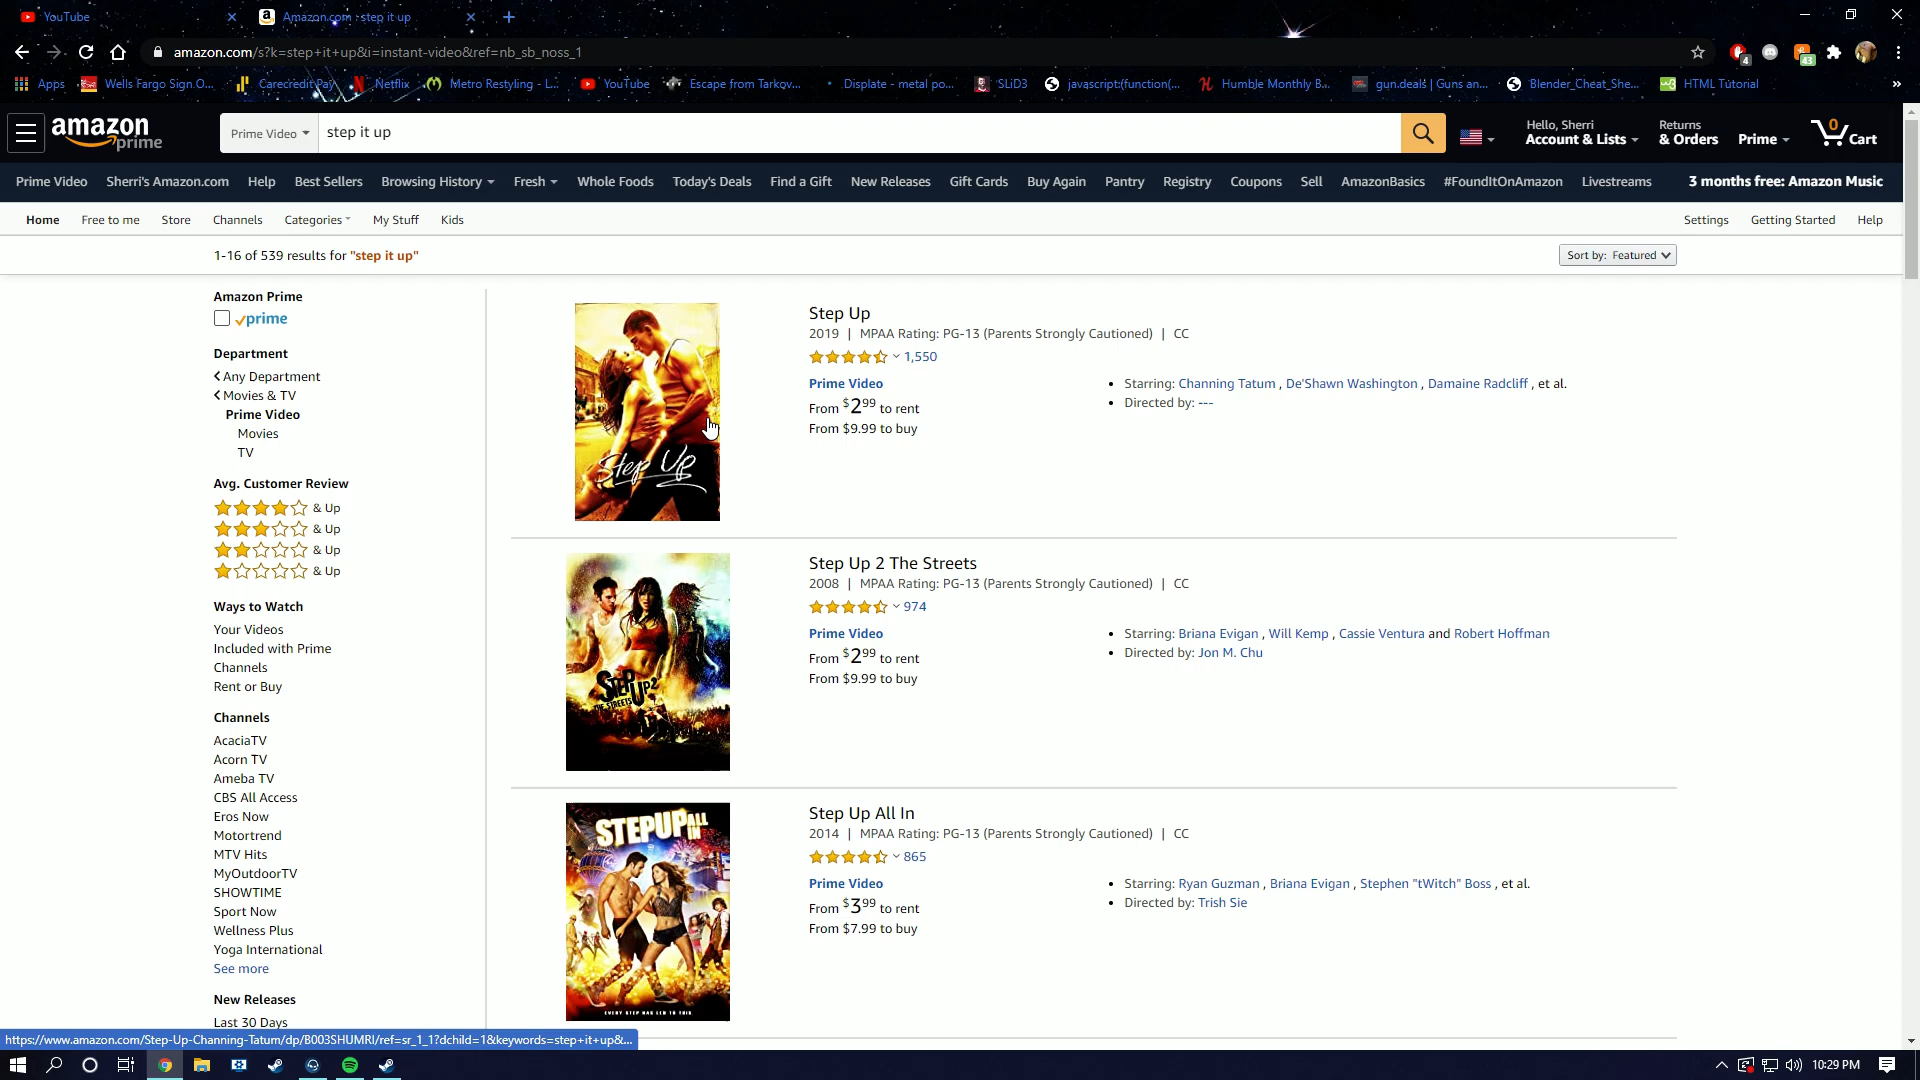 YouTube
Amazon.com : step it up
amazon.com/s?k=step+it+up&i=instant-video&ref=nb_sb_noss_1
4
43
Apps
Wells Fargo Sign O...
Carecredit Pay
Netflix
Metro Restyling - L...
YouTube
Escape from Tarkov...
Displate - metal po...
SLiD3
javascript:(function(...
Humble Monthly B...
gun.deals | Guns an...
Blender_Cheat_She...
HTML Tutorial
amazon prime
Prime Video
step it up
Hello, Sherri
Account & Lists
Returns
& Orders
Prime
0
Cart
Prime Video
Sherri's Amazon.com
Help
Best Sellers
Browsing History
Fresh
Whole Foods
Today's Deals
Find a Gift
New Releases
Gift Cards
Buy Again
Pantry
Registry
Coupons
Sell
AmazonBasics
#FoundItOnAmazon
Livestreams
3 months free: Amazon Music
Home
Free to me
Store
Channels
Categories
My Stuff
Kids
Settings
Getting Started
Help
1-16 of 539 results for "step it up"
Sort by: Featured
Amazon Prime
prime
Department
Any Department
Movies & TV
Prime Video
Movies
TV
Avg. Customer Review
& Up
& Up
& Up
& Up
Ways to Watch
Your Videos
Included with Prime
Channels
Rent or Buy
Channels
AcaciaTV
Acorn TV
Ameba TV
CBS All Access
Eros Now
Motortrend
MTV Hits
MyOutdoorTV
SHOWTIME
Sport Now
Wellness Plus
Yoga International
See more
New Releases
Last 30 Days
Step Up
Step Up
2019 | MPAA Rating: PG-13 (Parents Strongly Cautioned) | CC
1,550
Prime Video
From $2.99 to rent
From $9.99 to buy
Starring: Channing Tatum , De'Shawn Washington , Damaine Radcliff , et al.
Directed by: ---
STEP UP 2
THE STREETS
Step Up 2 The Streets
2008 | MPAA Rating: PG-13 (Parents Strongly Cautioned) | CC
974
Prime Video
From $2.99 to rent
From $9.99 to buy
Starring: Briana Evigan , Will Kemp , Cassie Ventura and Robert Hoffman
Directed by: Jon M. Chu
STEP UP ALL IN
EVERY STEP HAS LED TO THIS
Step Up All In
2014 | MPAA Rating: PG-13 (Parents Strongly Cautioned) | CC
865
Prime Video
From $3.99 to rent
From $7.99 to buy
Starring: Ryan Guzman , Briana Evigan , Stephen "tWitch" Boss , et al.
Directed by: Trish Sie
https://www.amazon.com/Step-Up-Channing-Tatum/dp/B003SHUMRI/ref=sr_1_1?dchild=1&keywords=step+it+up&...
10:29 PM